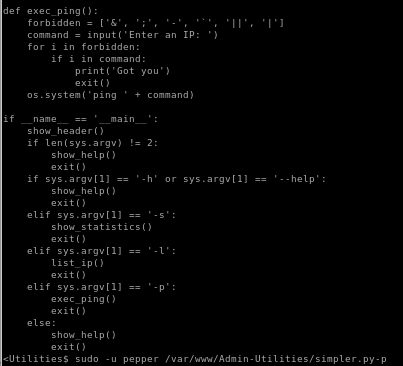 def exec_ping():
    forbidden = ['&', ';', '-', '`', '||', '|']
    command = input('Enter an IP: ')
    for i in forbidden:
        if i in command:
            print('Got you')
            exit()
    os.system('ping ' + command)

if __name__ == '__main__':
    show_header()
    if len(sys.argv) != 2:
        show_help()
        exit()
    if sys.argv[1] == '-h' or sys.argv[1] == '--help':
        show_help()
        exit()
    elif sys.argv[1] == '-s':
        show_statistics()
        exit()
    elif sys.argv[1] == '-l':
        list_ip()
        exit()
    elif sys.argv[1] == '-p':
        exec_ping()
        exit()
    else:
        show_help()
        exit()
<Utilities$ sudo -u pepper /var/www/Admin-Utilities/simpler.py-p